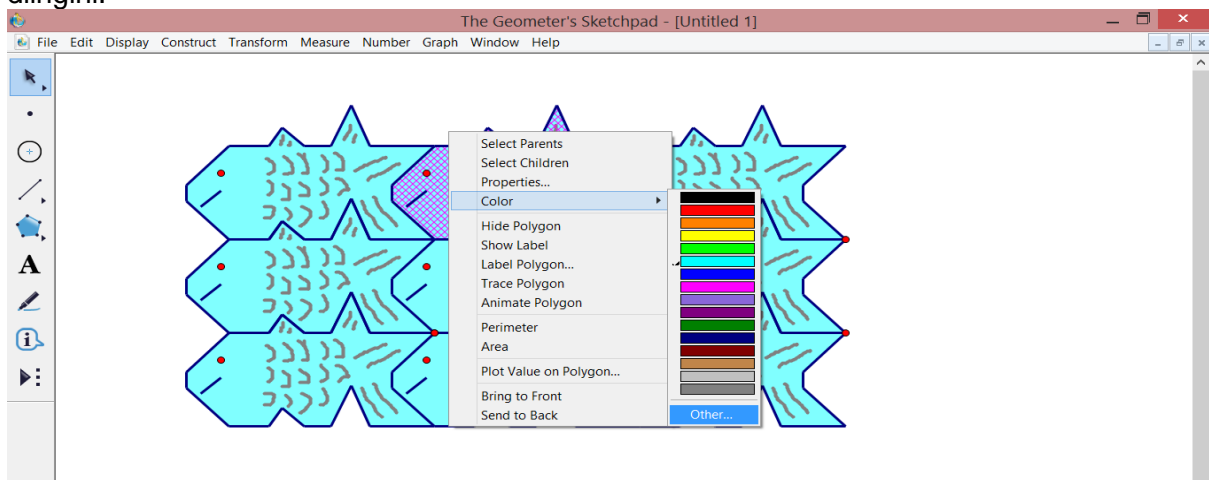 The Geometer's Sketchpad - [Untitled 1]
File Edit Display Construct Transform Measure Number Graph Window Help
A
Select Parents
Select Children
Properties...
Color
Hide Polygon
Show Label
Label Polygon...
Trace Polygon
Animate Polygon
Perimeter
Area
Plot Value on Polygon...
Bring to Front
Send to Back
Other...